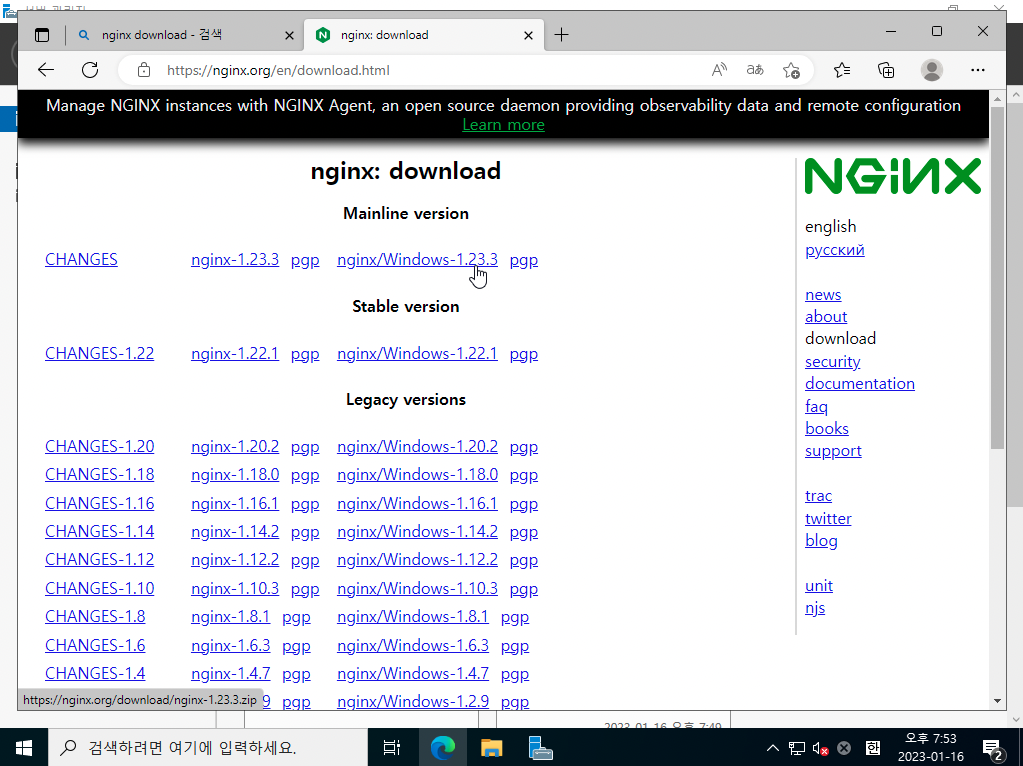 nginx download - 검색
nginx: download
https://nginx.org/en/download.html
Manage NGINX instances with NGINX Agent, an open source daemon providing observability data and remote configuration
Learn more
nginx: download
NGINX
Mainline version
CHANGES nginx-1.23.3 pgp nginx/Windows-1.23.3 pgp
Stable version
CHANGES-1.22 nginx-1.22.1 pgp nginx/Windows-1.22.1 pgp
Legacy versions
CHANGES-1.20 nginx-1.20.2 pgp nginx/Windows-1.20.2 pgp
CHANGES-1.18 nginx-1.18.0 pgp nginx/Windows-1.18.0 pgp
CHANGES-1.16 nginx-1.16.1 pgp nginx/Windows-1.16.1 pgp
CHANGES-1.14 nginx-1.14.2 pgp nginx/Windows-1.14.2 pgp
CHANGES-1.12 nginx-1.12.2 pgp nginx/Windows-1.12.2 pgp
CHANGES-1.10 nginx-1.10.3 pgp nginx/Windows-1.10.3 pgp
CHANGES-1.8 nginx-1.8.1 pgp nginx/Windows-1.8.1 pgp
CHANGES-1.6 nginx-1.6.3 pgp nginx/Windows-1.6.3 pgp
CHANGES-1.4 nginx-1.4.7 pgp nginx/Windows-1.4.7 pgp
9 pgp nginx/Windows-1.2.9 pgp
english
русский
news
about
download
security
documentation
faq
books
support
trac
twitter
blog
unit
njs
https://nginx.org/download/nginx-1.23.3.zip
2023-01-16 오후 7:49
검색하려면 여기에 입력하세요.
한
오후 7:53
2023-01-16
2